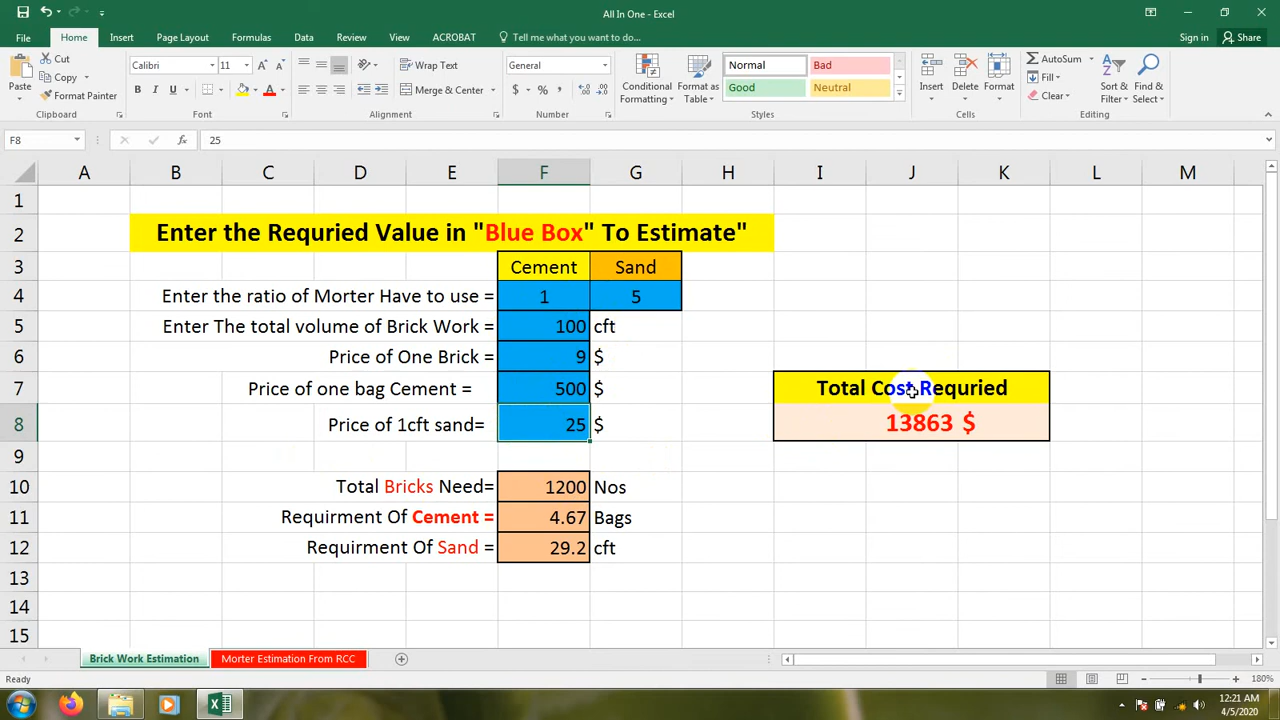 All In One - Excel
File Home Insert Page Layout Formulas Data Review View ACROBAT Tell me what you want to do... Sign in Share
Cut Calibri 11 A A Wrap Text General Normal Bad AutoSum
Copy Good Neutral Fill
Paste Format Painter B I U A Merge & Center $ % , Conditional Formatting Format as Table Insert Delete Format Clear Sort & Filter Find & Select
Clipboard Font Alignment Number Styles Cells Editing
F8 fx 25
A B C D E F G H I J K L M
1
2 Enter the Requried Value in "Blue Box" To Estimate"
3 Cement Sand
4 Enter the ratio of Morter Have to use = 1 5
5 Enter The total volume of Brick Work = 100 cft
6 Price of One Brick = 9 $
7 Price of one bag Cement = 500 $ Total Cost Requried
8 Price of 1cft sand= 25 $ 13863 $
9
10 Total Bricks Need= 1200 Nos
11 Requirment Of Cement = 4.67 Bags
12 Requirment Of Sand = 29.2 cft
13
14
15
Brick Work Estimation Morter Estimation From RCC
Ready 180%
12:21 AM
4/5/2020